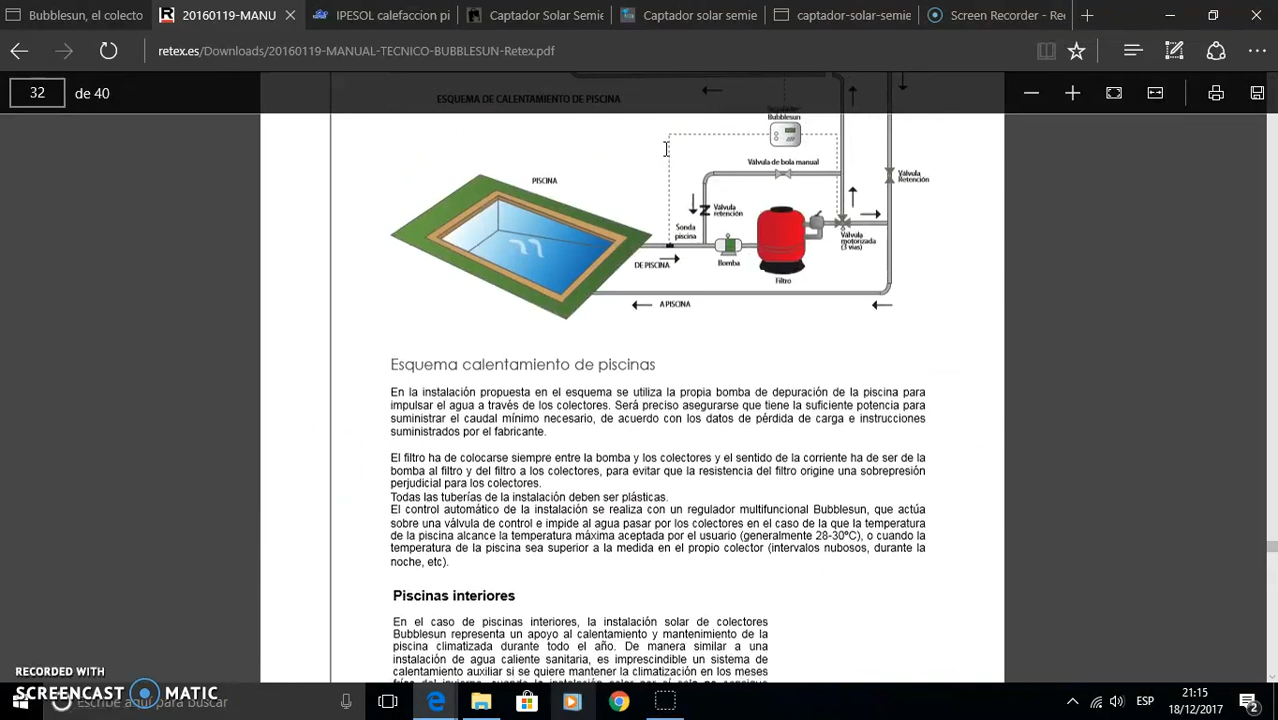 Bubblesun, el colecto
20160119-MANU
IPESOL calefaccion pi
Captador Solar Semie
Captador solar semie
captador-solar-semie
Screen Recorder - Re
retex.es/Downloads/20160119-MANUAL-TECNICO-BUBBLESUN-Retex.pdf
32 de 40
ESQUEMA DE CALENTAMIENTO DE PISCINA
Bubblesun
Válvula de bola manual
Válvula
Retención
PISCINA
Válvula
retención
Sonda
piscina
Válvula
motorizada
(3 vias)
DE PISCINA
Bomba
Filtro
A PISCINA
Esquema calentamiento de piscinas
En la instalación propuesta en el esquema se utiliza la propia bomba de depuración de la piscina para
impulsar el agua a través de los colectores. Será preciso asegurarse que tiene la suficiente potencia para
suministrar el caudal mínimo necesario, de acuerdo con los datos de pérdida de carga e instrucciones
suministrados por el fabricante.
El filtro ha de colocarse siempre entre la bomba y los colectores y el sentido de la corriente ha de ser de la
bomba al filtro y del filtro a los colectores, para evitar que la resistencia del filtro origine una sobrepresión
perjudicial para los colectores.
Todas las tuberías de la instalación deben ser plásticas.
El control automático de la instalación se realiza con un regulador multifuncional Bubblesun, que actúa
sobre una válvula de control e impide al agua pasar por los colectores en el caso de la que la temperatura
de la piscina alcance la temperatura máxima aceptada por el usuario (generalmente 28-30ºC), o cuando la
temperatura de la piscina sea superior a la medida en el propio colector (intervalos nubosos, durante la
noche, etc).
Piscinas interiores
En el caso de piscinas interiores, la instalación solar de colectores
Bubblesun representa un apoyo al calentamiento y mantenimiento de la
piscina climatizada durante todo el año. De manera similar a una
instalación de agua caliente sanitaria, es imprescindible un sistema de
calentamiento auxiliar si se quiere mantener la climatización en los meses
RECORDED WITH
SCREENCAST MATIC
Escribe aquí para buscar
ESP
21:15
18/12/2017
2